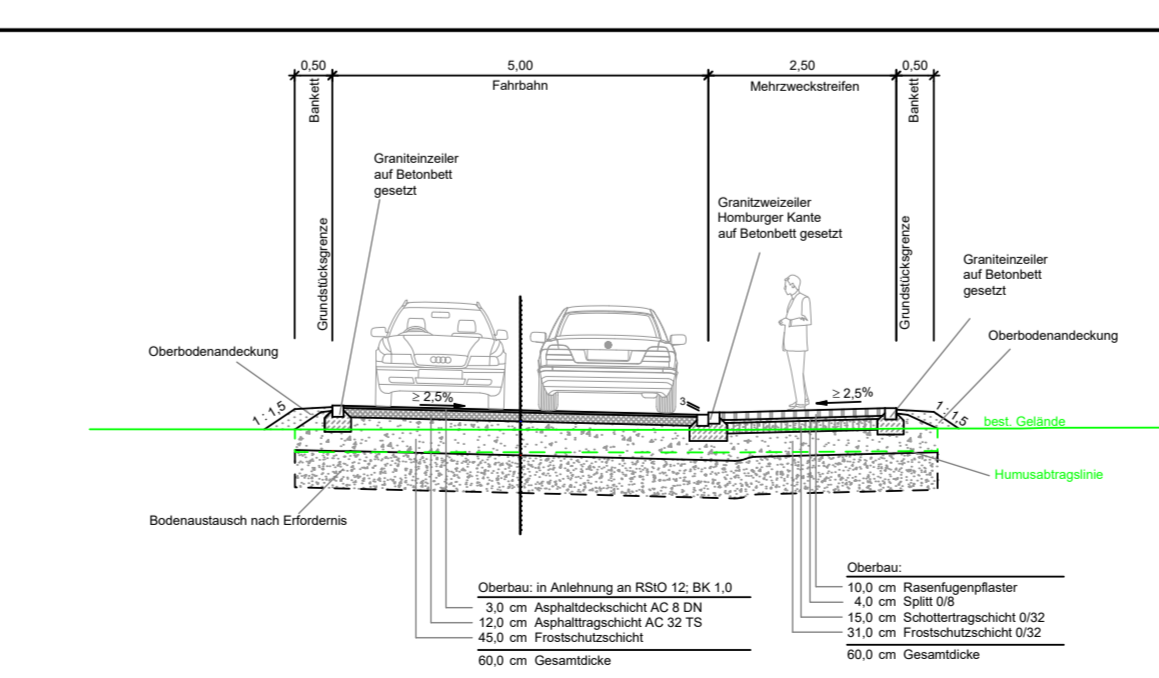 0,50
5,00
2,50
0,50
Bankett
Fahrbahn
Mehrzweckstreifen
Bankett
Grundstücksgrenze
Graniteinzeiler
auf Betonbett
gesetzt
Granitzweizeiler
Homburger Kante
auf Betonbett gesetzt
Grundstücksgrenze
Graniteinzeiler
auf Betonbett
gesetzt
Oberbodenandeckung
Oberbodenandeckung
1 : 1,5
≥ 2,5%
3
≥ 2,5%
1 : 1,5
best. Gelände
Humusabtragslinie
Bodenaustausch nach Erfordernis
Oberbau: in Anlehnung an RStO 12; BK 1,0
3,0 cm Asphaltdeckschicht AC 8 DN
12,0 cm Asphalttragschicht AC 32 TS
45,0 cm Frostschutzschicht
60,0 cm Gesamtdicke
Oberbau:
10,0 cm Rasenfugenpflaster
4,0 cm Splitt 0/8
15,0 cm Schottertragschicht 0/32
31,0 cm Frostschutzschicht 0/32
60,0 cm Gesamtdicke